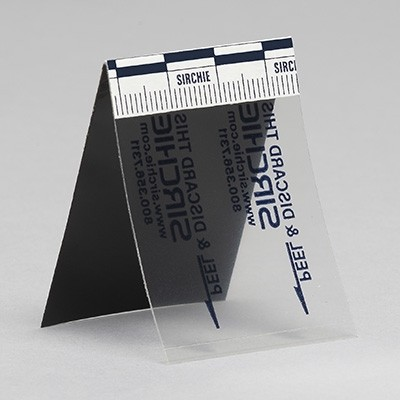 SIRCHIE
SIRC
PEEL & DISCARD THIS
SIRCHIE
www.sirchie.com
800.356.7311
PEEL & DISCARD THIS
SIRCHIE
www.sirchie.com
800.356.7311